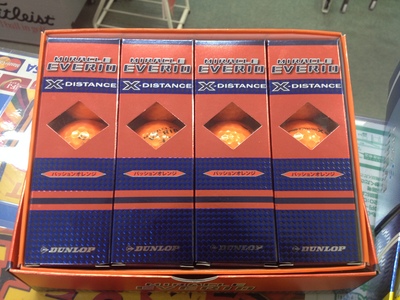 Titleist
MIRACLE MIRACLE MIRACLE MIRACLE
EVERIO EVERIO EVERIO EVERIO
X-DISTANCE X-DISTANCE X-DISTANCE X-DISTANCE
パッションオレンジ パッションオレンジ パッションオレンジ パッションオレンジ
DUNLOP DUNLOP DUNLOP DUNLOP